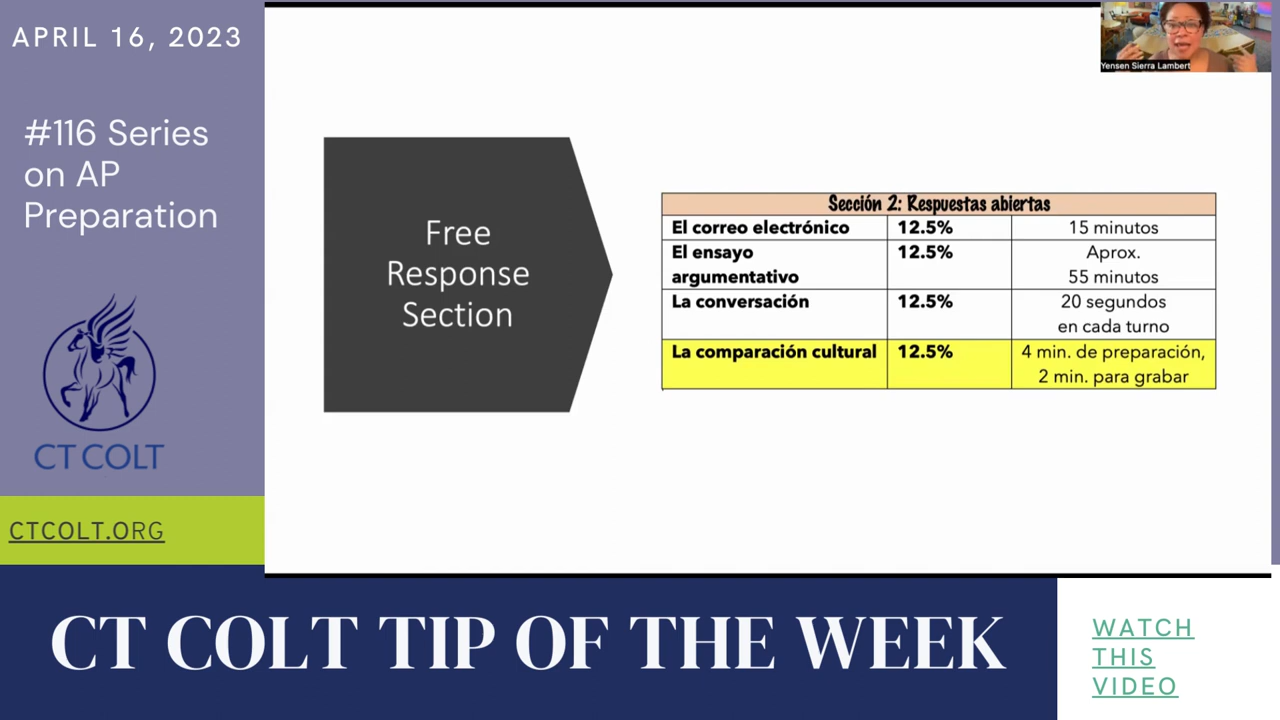 APRIL 16, 2023
#116 Series
on AP
Preparation
CT COLT
CTCOLT.ORG
Yensen Sierra Lambert
Free
Response
Section
Sección 2: Respuestas abiertas
El correo electrónico 12.5% 15 minutos
El ensayo 12.5% Aprox.
argumentativo 55 minutos
La conversación 12.5% 20 segundos
en cada turno
La comparación cultural 12.5% 4 min. de preparación,
2 min. para grabar
CT COLT TIP OF THE WEEK
WATCH
THIS
VIDEO